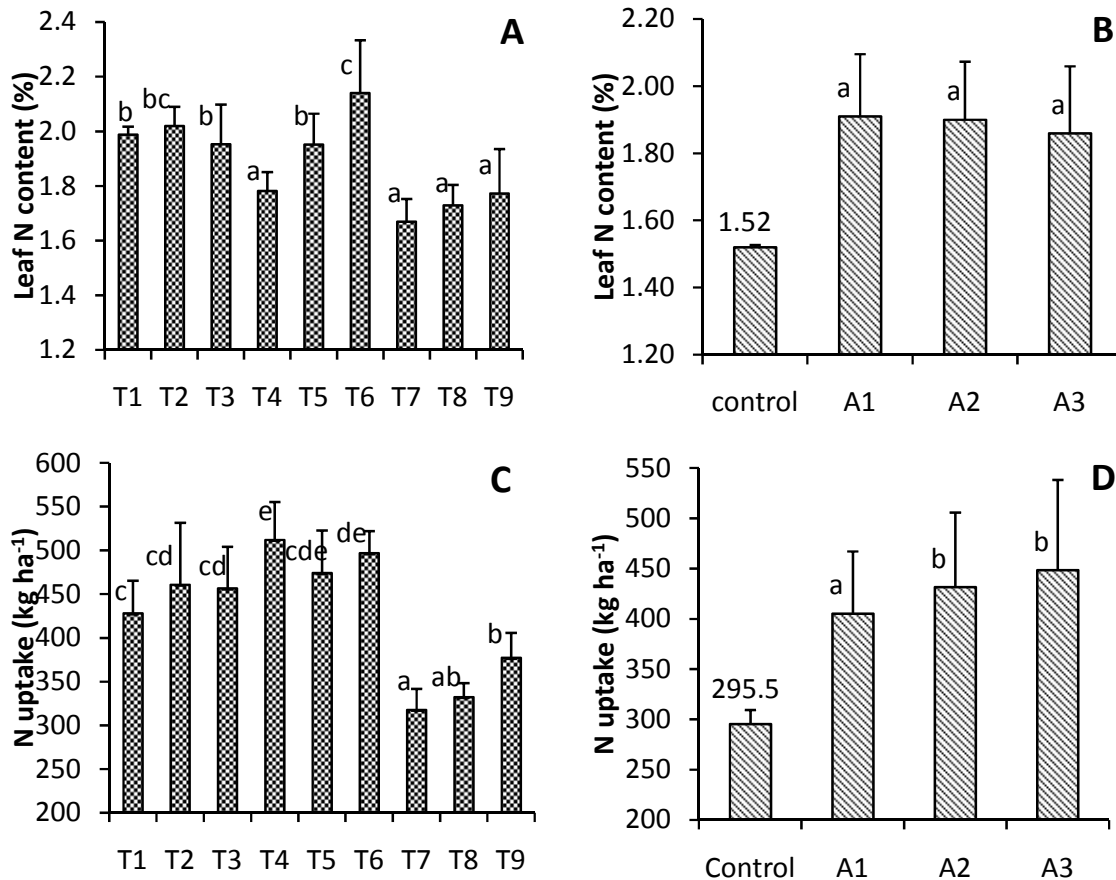 A
Leaf N content (%)
2.4
2.2
2.0
1.8
1.6
1.4
1.2
b
bc
b
a
b
c
a
a
a
T1 T2 T3 T4 T5 T6 T7 T8 T9
B
Leaf N content (%)
2.20
2.00
1.80
1.60
1.40
1.20
1.52
a
a
a
control A1 A2 A3
C
N uptake (kg ha⁻¹)
600
550
500
450
400
350
300
250
200
c
cd
cd
e
cde
de
a
ab
b
T1 T2 T3 T4 T5 T6 T7 T8 T9
D
N uptake (kg ha⁻¹)
550
500
450
400
350
300
250
200
295.5
a
b
b
Control A1 A2 A3